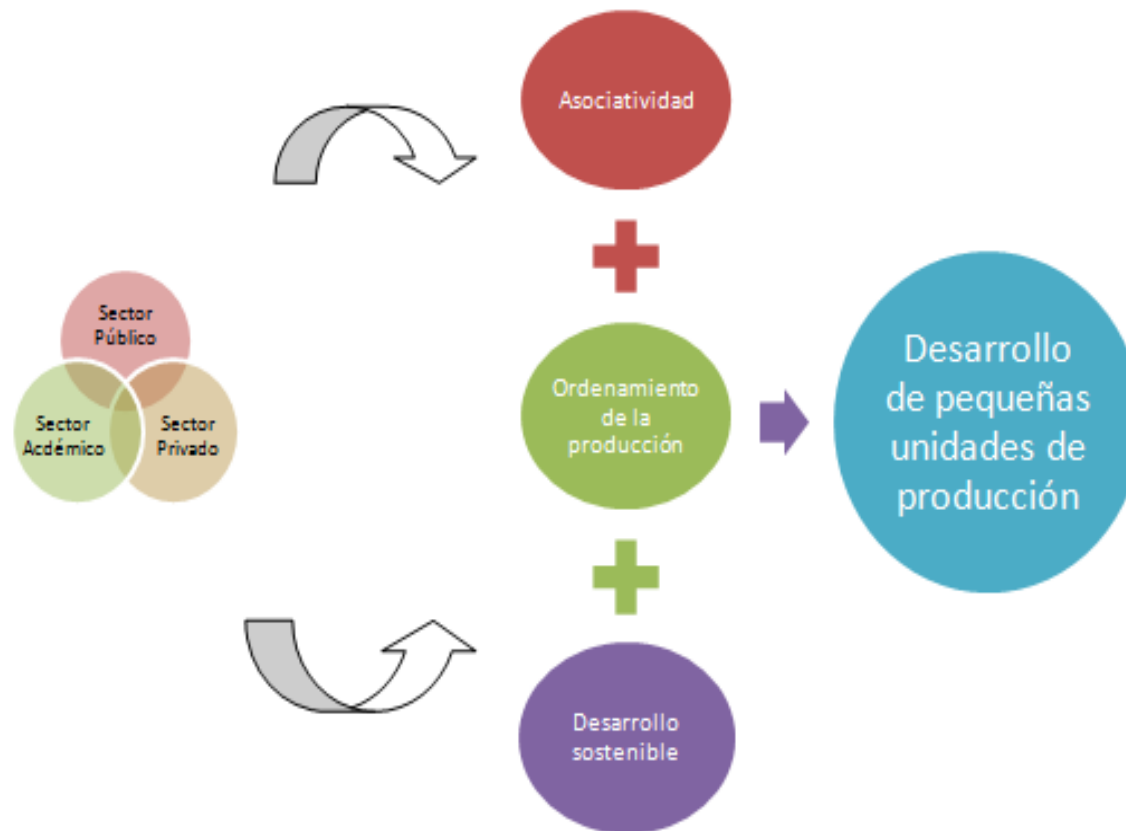 Asociatividad
Sector
Público
Sector
Acdémico
Sector
Privado
Ordenamiento
de la
producción
Desarrollo
de pequeñas
unidades de
producción
Desarrollo
sostenible